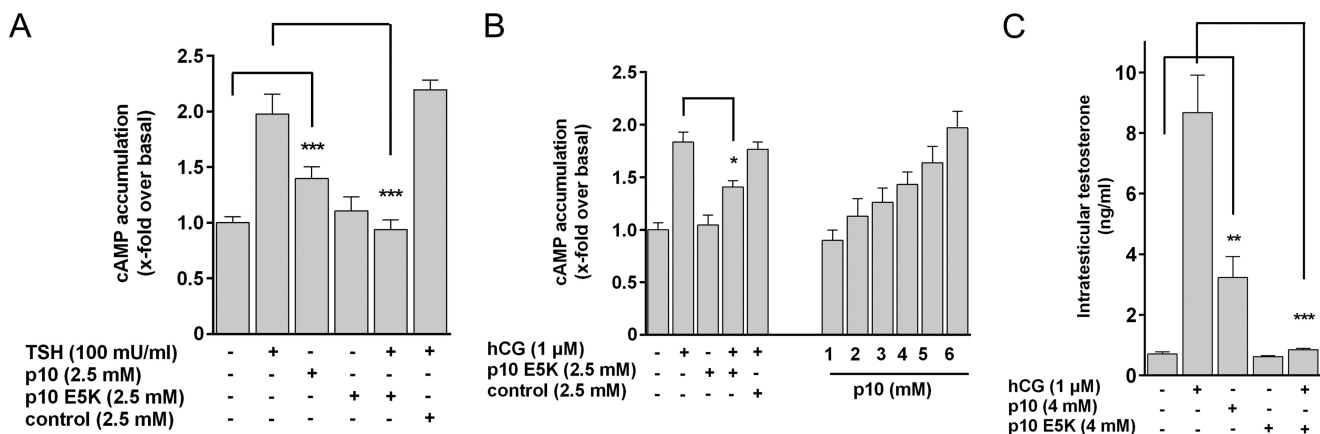 A
2.5
2.0
1.5
1.0
0.5
0
cAMP accumulation
(x-fold over basal)
***
***
TSH (100 mU/ml) - + - - + +
p10 (2.5 mM) - - + - - -
p10 E5K (2.5 mM) - - - + + -
control (2.5 mM) - - - - - +
B
2.5
2.0
1.5
1.0
0.5
0
cAMP accumulation
(x-fold over basal)
*
hCG (1 µM) - + - + +
p10 E5K (2.5 mM) - - + + -
control (2.5 mM) - - - - +
1 2 3 4 5 6
p10 (mM)
C
10
8
6
4
2
0
Intratesticular testosterone
(ng/ml)
**
***
hCG (1 µM) - + - - +
p10 (4 mM) - - + - -
p10 E5K (4 mM) - - - + +